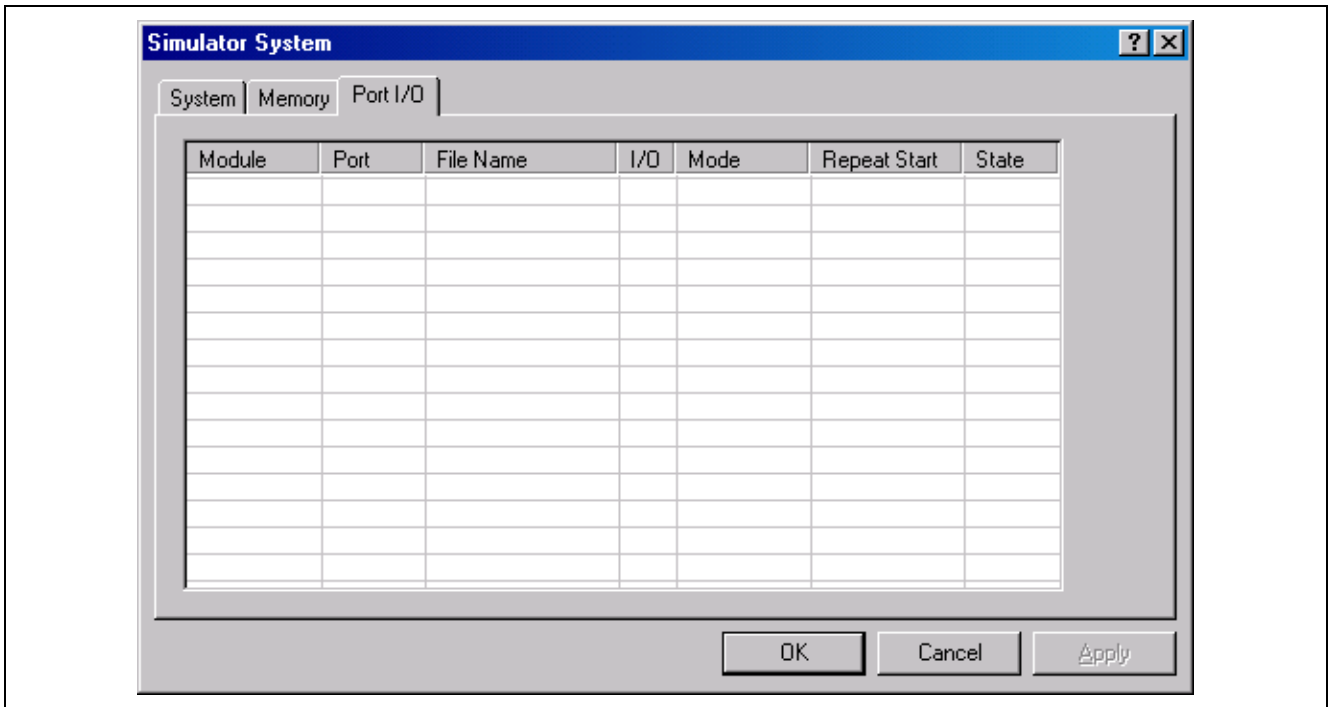 Simulator System
System Memory Port I/O
Module Port File Name I/O Mode Repeat Start State
OK Cancel Apply